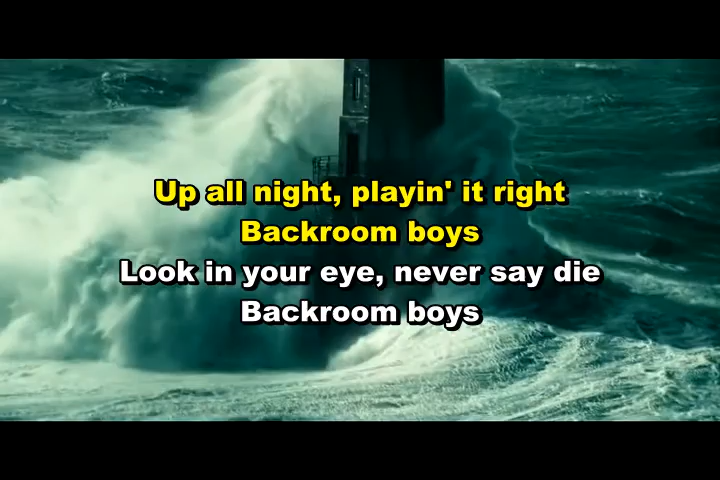 Up all night, playin' it right
Backroom boys
Look in your eye, never say die
Backroom boys